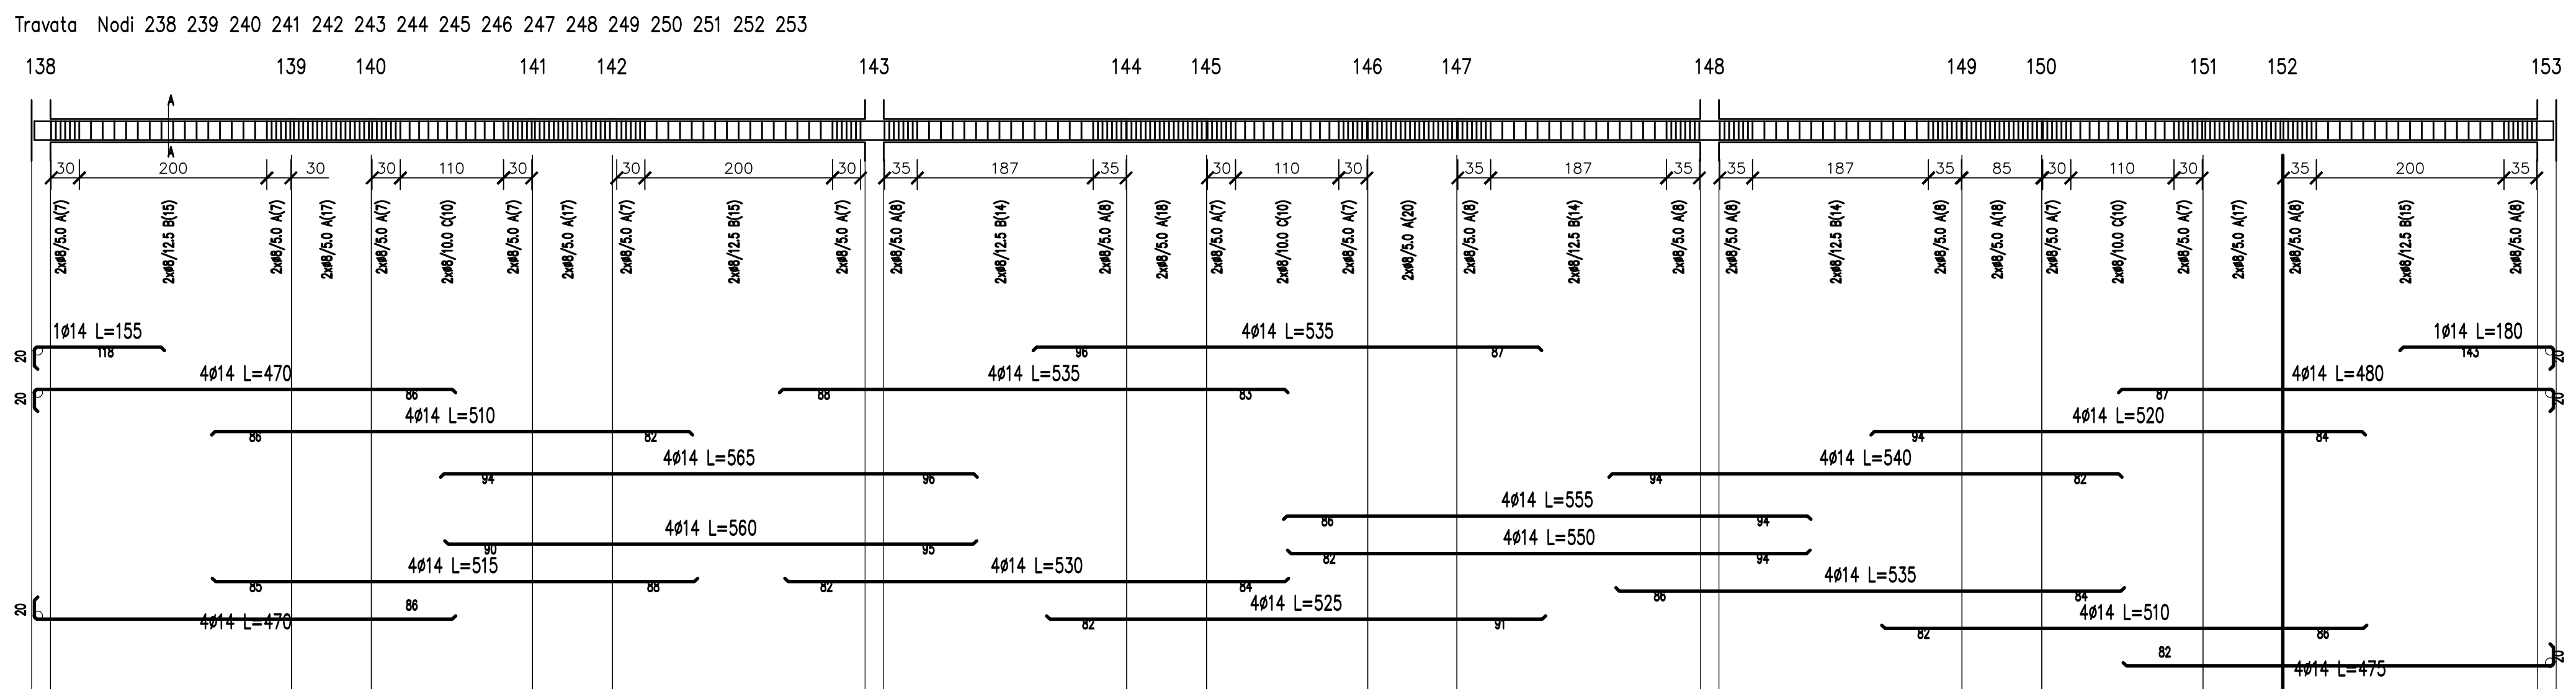 Travata Nodi 238 239 240 241 242 243 244 245 246 247 248 249 250 251 252 253
138 139 140 141 142 143 144 145 146 147 148 149 150 151 152 153
A
A
30 200 30 30 110 30 30 200 30 35 187 35 30 110 30 35 187 35 35 187 35 85 30 110 30 35 200 35
2xø8/5.0 A(7)
2xø8/12.5 B(15)
2xø8/5.0 A(7)
2xø8/5.0 A(17)
2xø8/5.0 A(7)
2xø8/10.0 C(10)
2xø8/5.0 A(7)
2xø8/5.0 A(17)
2xø8/5.0 A(7)
2xø8/12.5 B(15)
2xø8/5.0 A(7)
2xø8/5.0 A(8)
2xø8/12.5 B(14)
2xø8/5.0 A(8)
2xø8/5.0 A(18)
2xø8/5.0 A(7)
2xø8/10.0 C(10)
2xø8/5.0 A(7)
2xø8/5.0 A(20)
2xø8/5.0 A(8)
2xø8/12.5 B(14)
2xø8/5.0 A(8)
2xø8/5.0 A(8)
2xø8/12.5 B(14)
2xø8/5.0 A(8)
2xø8/5.0 A(18)
2xø8/5.0 A(7)
2xø8/10.0 C(10)
2xø8/5.0 A(7)
2xø8/5.0 A(17)
2xø8/5.0 A(8)
2xø8/12.5 B(15)
2xø8/5.0 A(8)
1ø14 L=155 4ø14 L=535 1ø14 L=180
20 118 96 87 143 20
4ø14 L=470 4ø14 L=535 4ø14 L=480
20 86 88 83 87 20
4ø14 L=510 4ø14 L=520
86 82 94 84
4ø14 L=565 4ø14 L=540
94 96 94 82
4ø14 L=555
86 94
4ø14 L=560 4ø14 L=550
90 95 82 94
4ø14 L=515 4ø14 L=530 4ø14 L=535
85 88 82 84 86 84
20 86 4ø14 L=525 4ø14 L=510
4ø14 L=470 82 91 82 86
82 20
4ø14 L=475